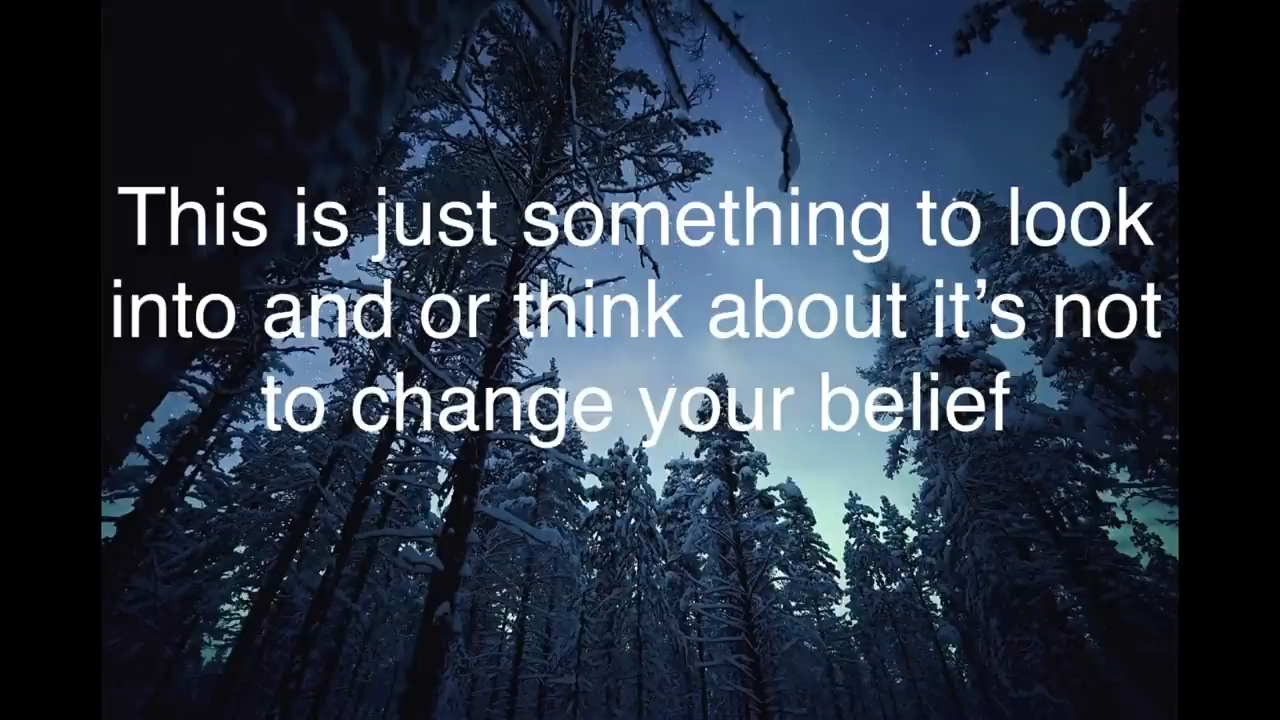 This is just something to look
into and or think about it’s not
to change your belief